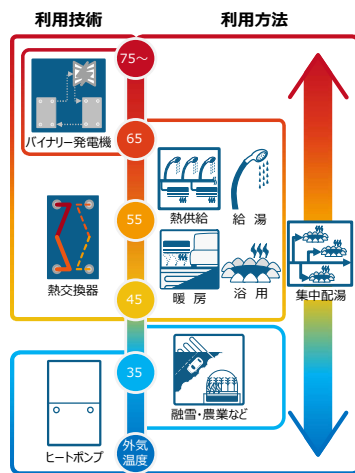 利用技術
利用方法
75～
バイナリー発電機
65
熱供給
給湯
55
熱交換器
暖房
浴用
集中配湯
45
35
融雪・農業など
ヒートポンプ
外気
温度